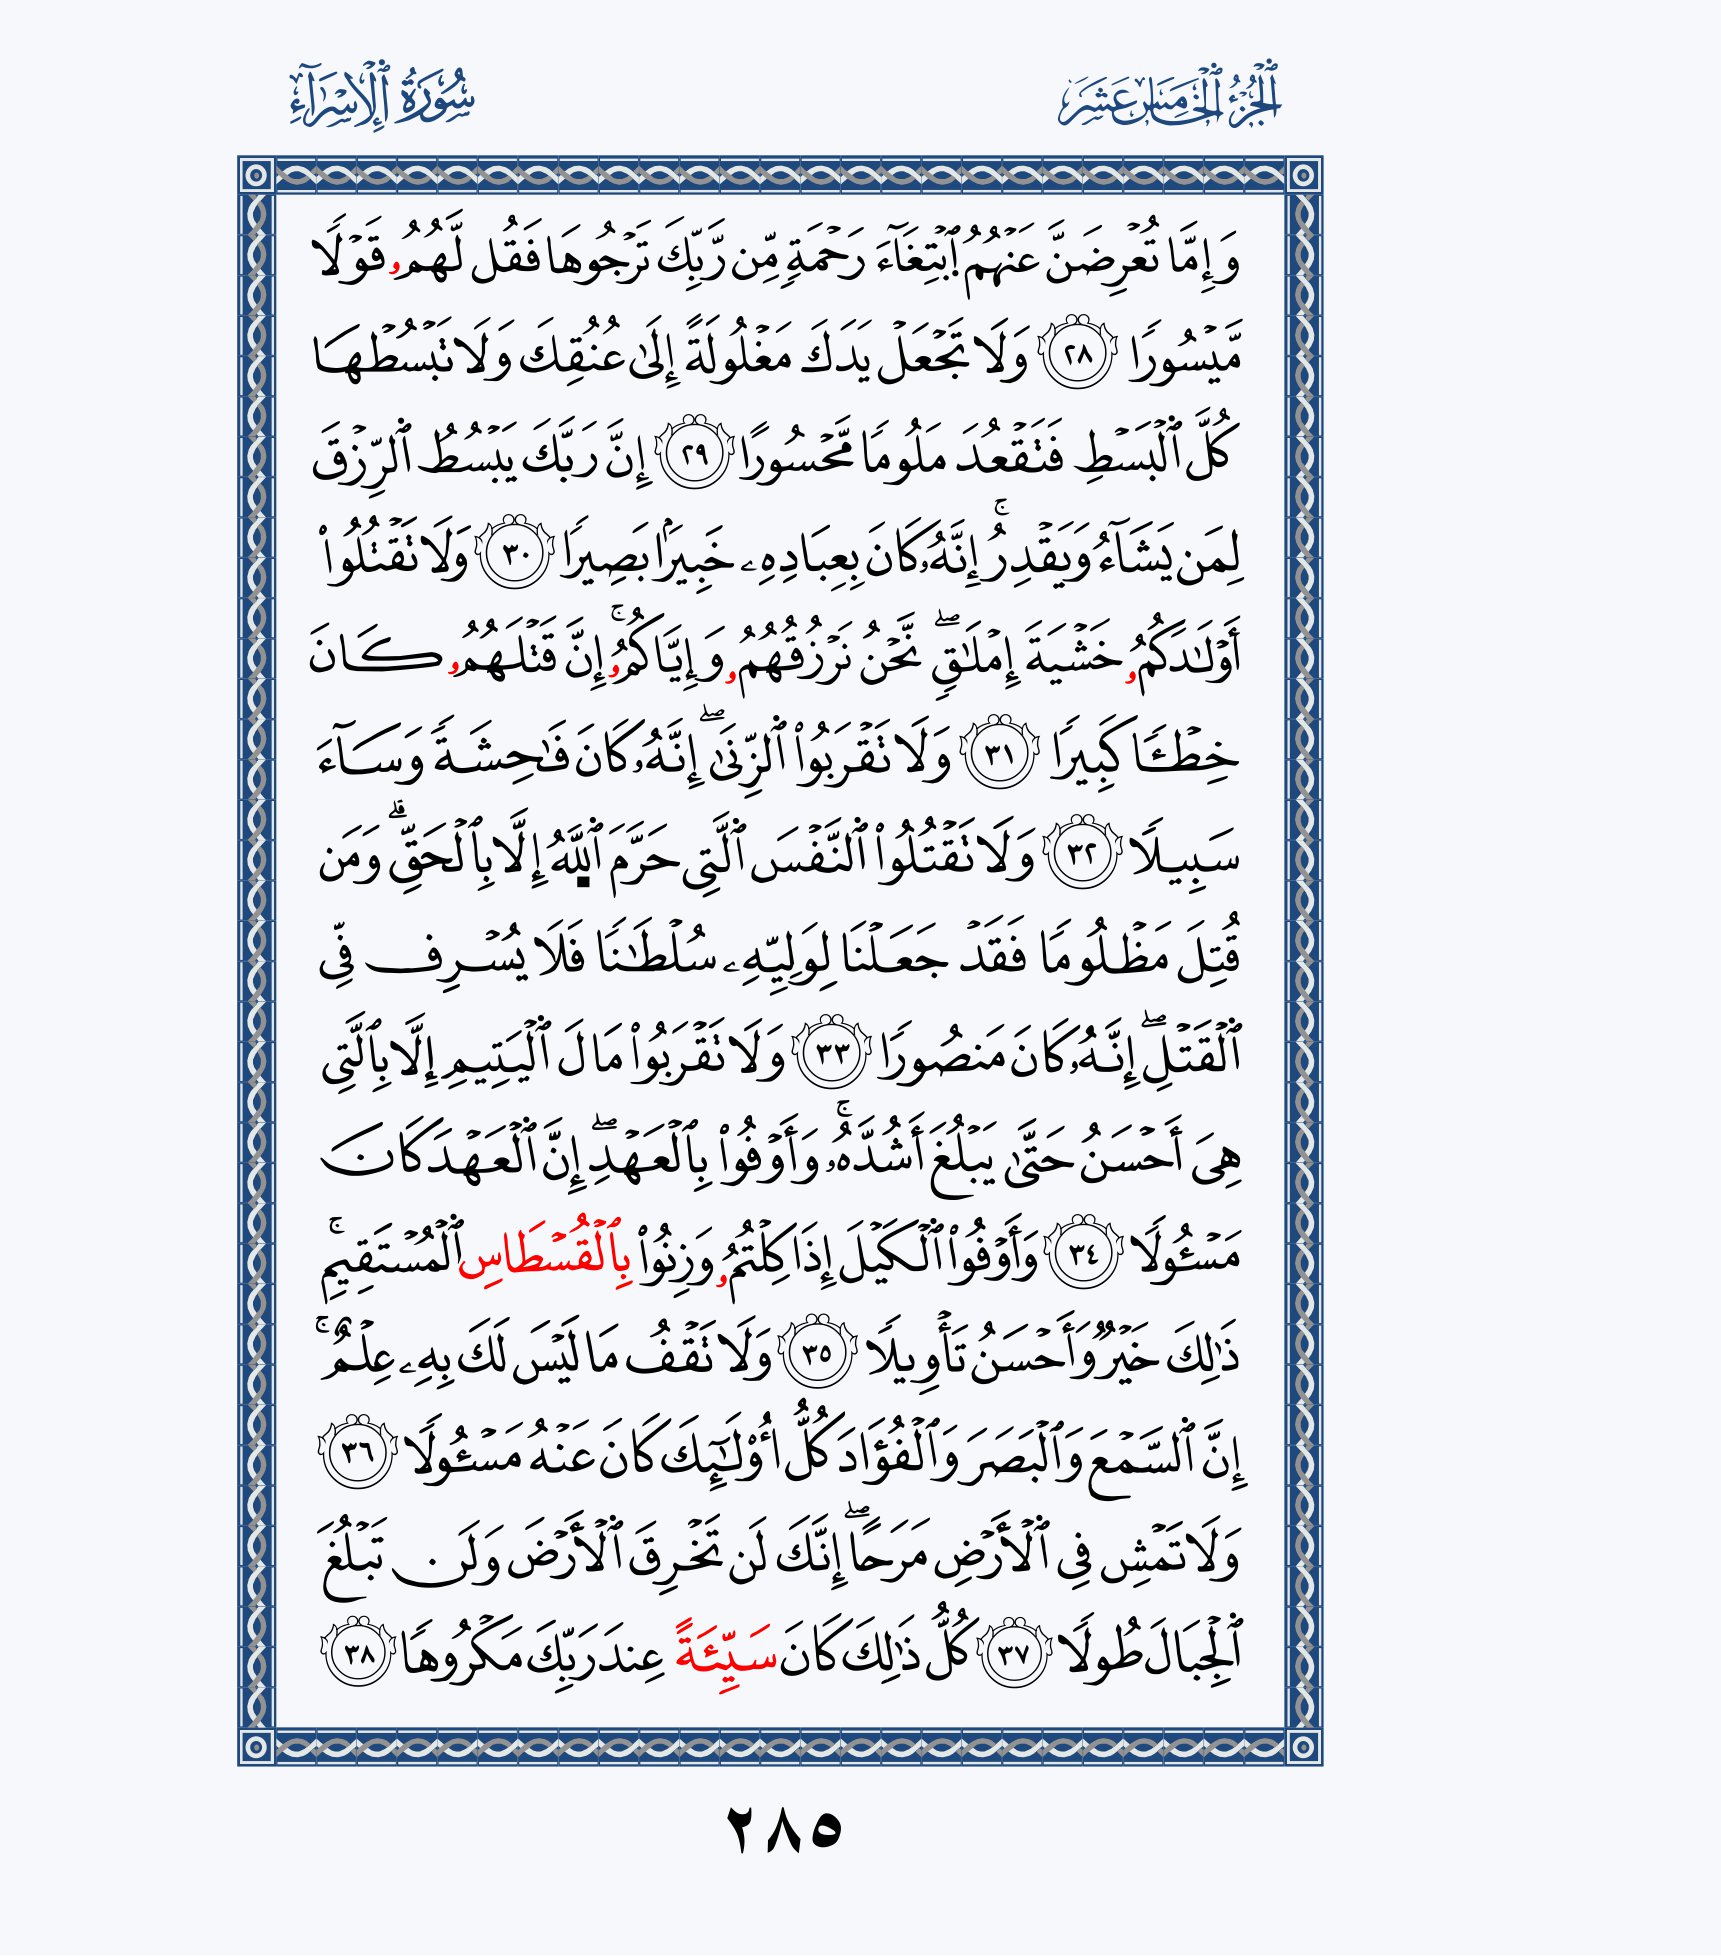 ٱلْجُزْءُ ٱلْخَامِسَ عَشَرَ
سُورَةُ ٱلْإِسْرَآءِ
وَإِمَّا تُعْرِضَنَّ عَنْهُمُ ٱبْتِغَآءَ رَحْمَةٍ مِّن رَّبِّكَ تَرْجُوهَا فَقُل لَّهُمُۥ قَوْلًا
مَّيْسُورًا ٢٨ وَلَا تَجْعَلْ يَدَكَ مَغْلُولَةً إِلَىٰ عُنُقِكَ وَلَا تَبْسُطْهَا
كُلَّ ٱلْبَسْطِ فَتَقْعُدَ مَلُومًا مَّحْسُورًا ٢٩ إِنَّ رَبَّكَ يَبْسُطُ ٱلرِّزْقَ
لِمَن يَشَآءُ وَيَقْدِرُ ۚ إِنَّهُۥ كَانَ بِعِبَادِهِۦ خَبِيرَۢا بَصِيرًا ٣٠ وَلَا تَقْتُلُوا۟
أَوْلَٰدَكُمُۥ خَشْيَةَ إِمْلَٰقٍ ۖ نَّحْنُ نَرْزُقُهُمُۥ وَإِيَّاكُمُۥ ۚ إِنَّ قَتْلَهُمُۥ كَانَ
خِطْـًٔا كَبِيرًا ٣١ وَلَا تَقْرَبُوا۟ ٱلزِّنَىٰٓ ۖ إِنَّهُۥ كَانَ فَٰحِشَةً وَسَآءَ
سَبِيلًا ٣٢ وَلَا تَقْتُلُوا۟ ٱلنَّفْسَ ٱلَّتِى حَرَّمَ ٱللَّهُ إِلَّا بِٱلْحَقِّ ۗ وَمَن
قُتِلَ مَظْلُومًا فَقَدْ جَعَلْنَا لِوَلِيِّهِۦ سُلْطَٰنًا فَلَا يُسْرِف فِّى
ٱلْقَتْلِ ۖ إِنَّهُۥ كَانَ مَنصُورًا ٣٣ وَلَا تَقْرَبُوا۟ مَالَ ٱلْيَتِيمِ إِلَّا بِٱلَّتِى
هِىَ أَحْسَنُ حَتَّىٰ يَبْلُغَ أَشُدَّهُۥ ۚ وَأَوْفُوا۟ بِٱلْعَهْدِ ۖ إِنَّ ٱلْعَهْدَ كَانَ
مَسْـُٔولًا ٣٤ وَأَوْفُوا۟ ٱلْكَيْلَ إِذَا كِلْتُمُۥ وَزِنُوا۟ بِٱلْقُسْطَاسِ ٱلْمُسْتَقِيمِ ۚ
ذَٰلِكَ خَيْرٌ وَأَحْسَنُ تَأْوِيلًا ٣٥ وَلَا تَقْفُ مَا لَيْسَ لَكَ بِهِۦ عِلْمٌ ۚ
إِنَّ ٱلسَّمْعَ وَٱلْبَصَرَ وَٱلْفُؤَادَ كُلُّ أُو۟لَٰٓئِكَ كَانَ عَنْهُ مَسْـُٔولًا ٣٦
وَلَا تَمْشِ فِى ٱلْأَرْضِ مَرَحًا ۖ إِنَّكَ لَن تَخْرِقَ ٱلْأَرْضَ وَلَن تَبْلُغَ
ٱلْجِبَالَ طُولًا ٣٧ كُلُّ ذَٰلِكَ كَانَ سَيِّئَةً عِندَ رَبِّكَ مَكْرُوهًا ٣٨
٢٨٥